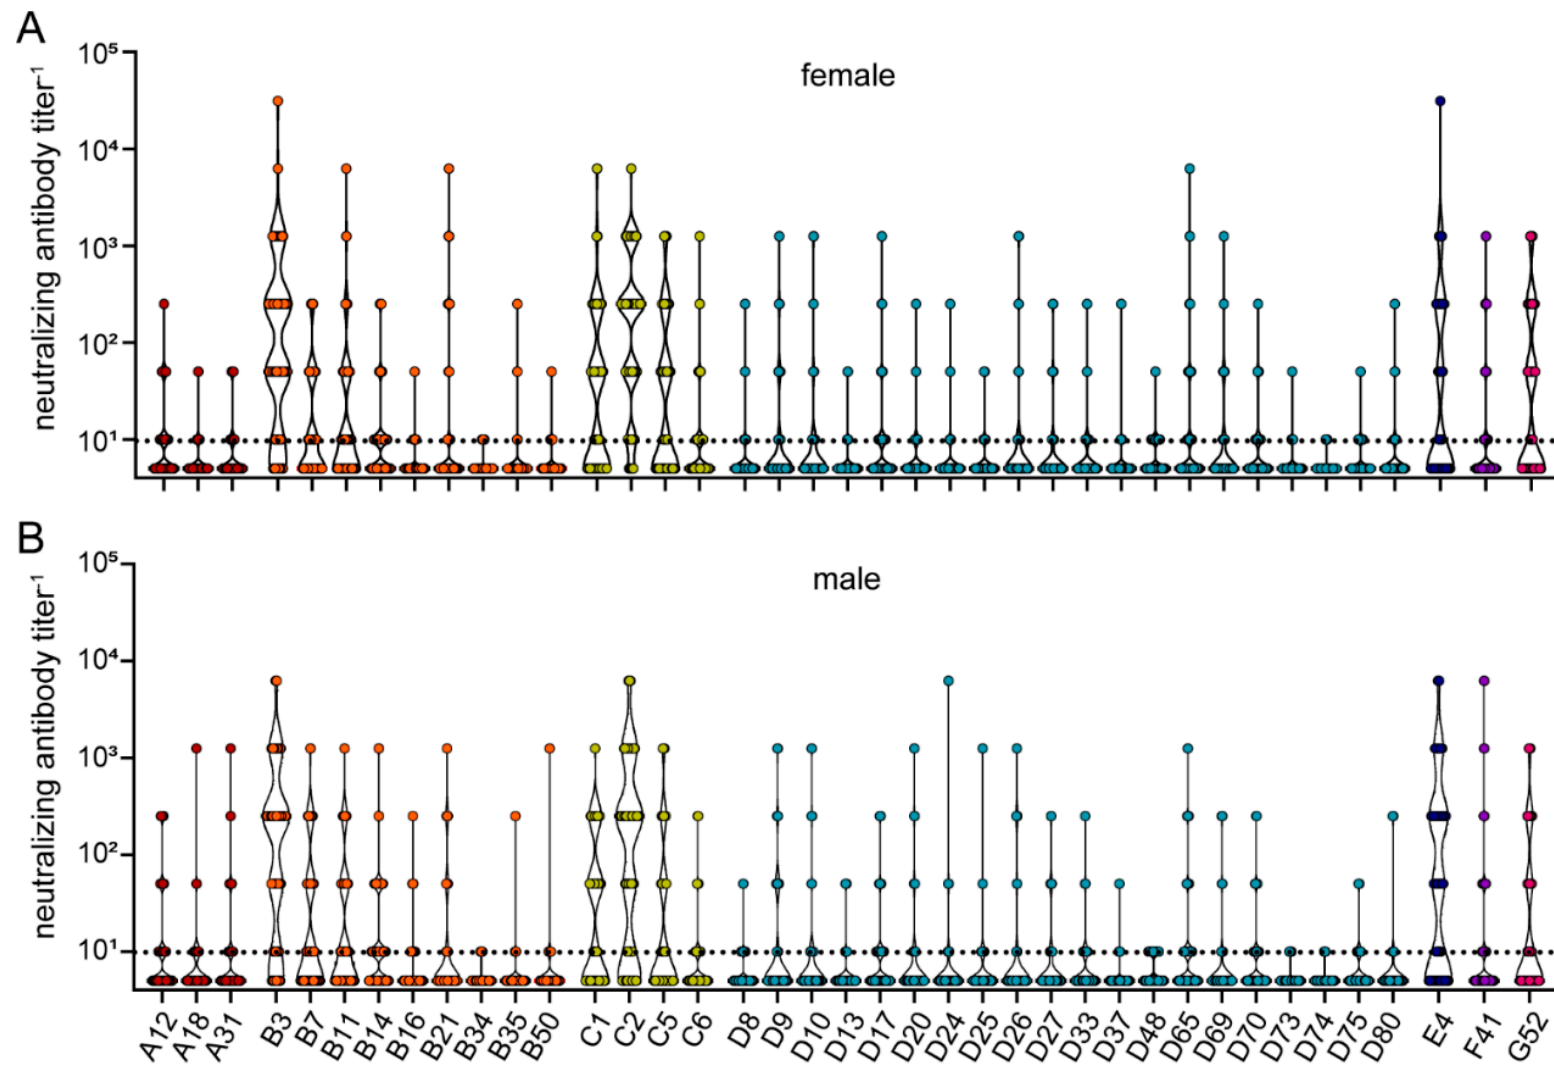 A
female
neutralizing antibody titer⁻¹
10⁵
10⁴
10³
10²
10¹
B
male
neutralizing antibody titer⁻¹
10⁵
10⁴
10³
10²
10¹
A12 A18 A31 B3 B7 B11 B14 B16 B21 B34 B35 B50 C1 C2 C5 C6 D8 D9 D10 D13 D17 D20 D24 D25 D26 D27 D33 D37 D48 D65 D69 D70 D73 D74 D75 D80 E4 F41 G52